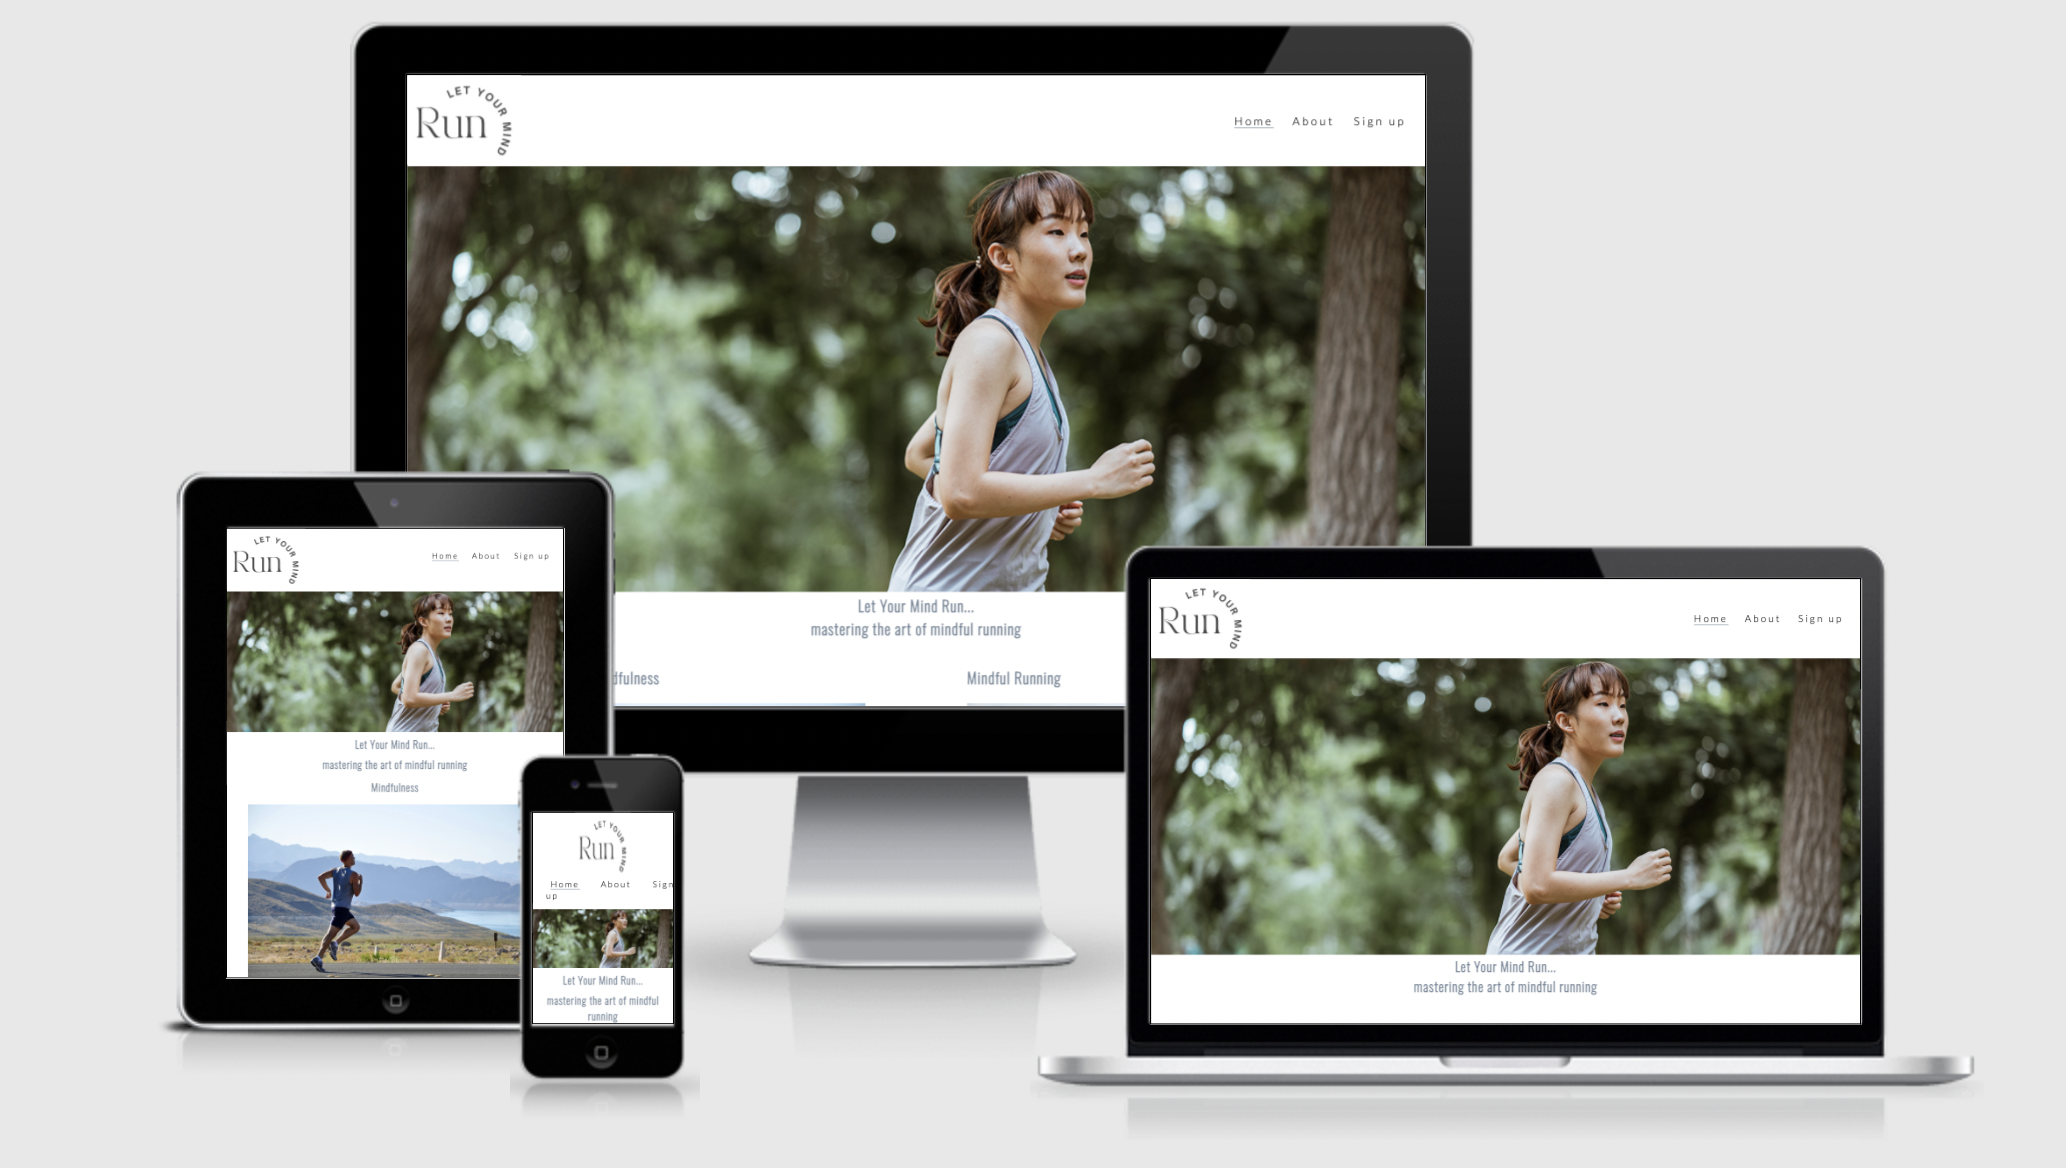 LET YOUR MIND
Run
Home About Sign up
Let Your Mind Run...
mastering the art of mindful running
dfulness
Mindful Running
LET YOUR MIND
Run
Home About Sign up
Let Your Mind Run...
mastering the art of mindful running
Mindfulness
LET YOUR MIND
Run
Home About Sign
up
Let Your Mind Run...
mastering the art of mindful
running
LET YOUR MIND
Run
Home About Sign up
Let Your Mind Run...
mastering the art of mindful running